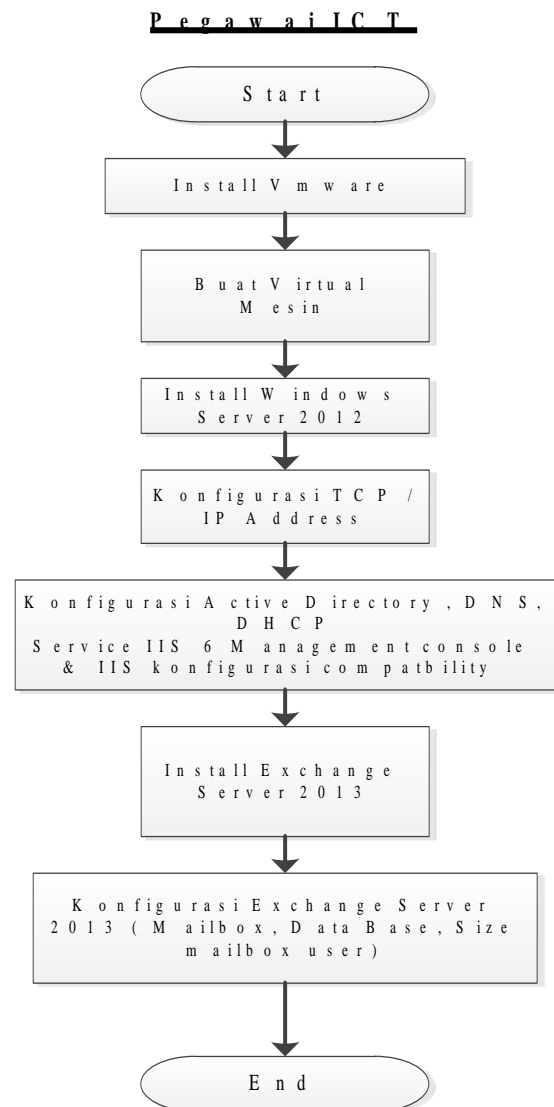 Pegawai ICT
Start
Install Vmware
Buat Virtual
Mesin
Install Windows
Server 2012
Konfigurasi TCP /
IP Address
Konfigurasi Active Directory , DNS,
DHCP
Service IIS 6 Management console
& IIS konfigurasi compatbility
Install Exchange
Server 2013
Konfigurasi Exchange Server
2013 ( Mailbox, Data Base, Size
mailbox user)
End